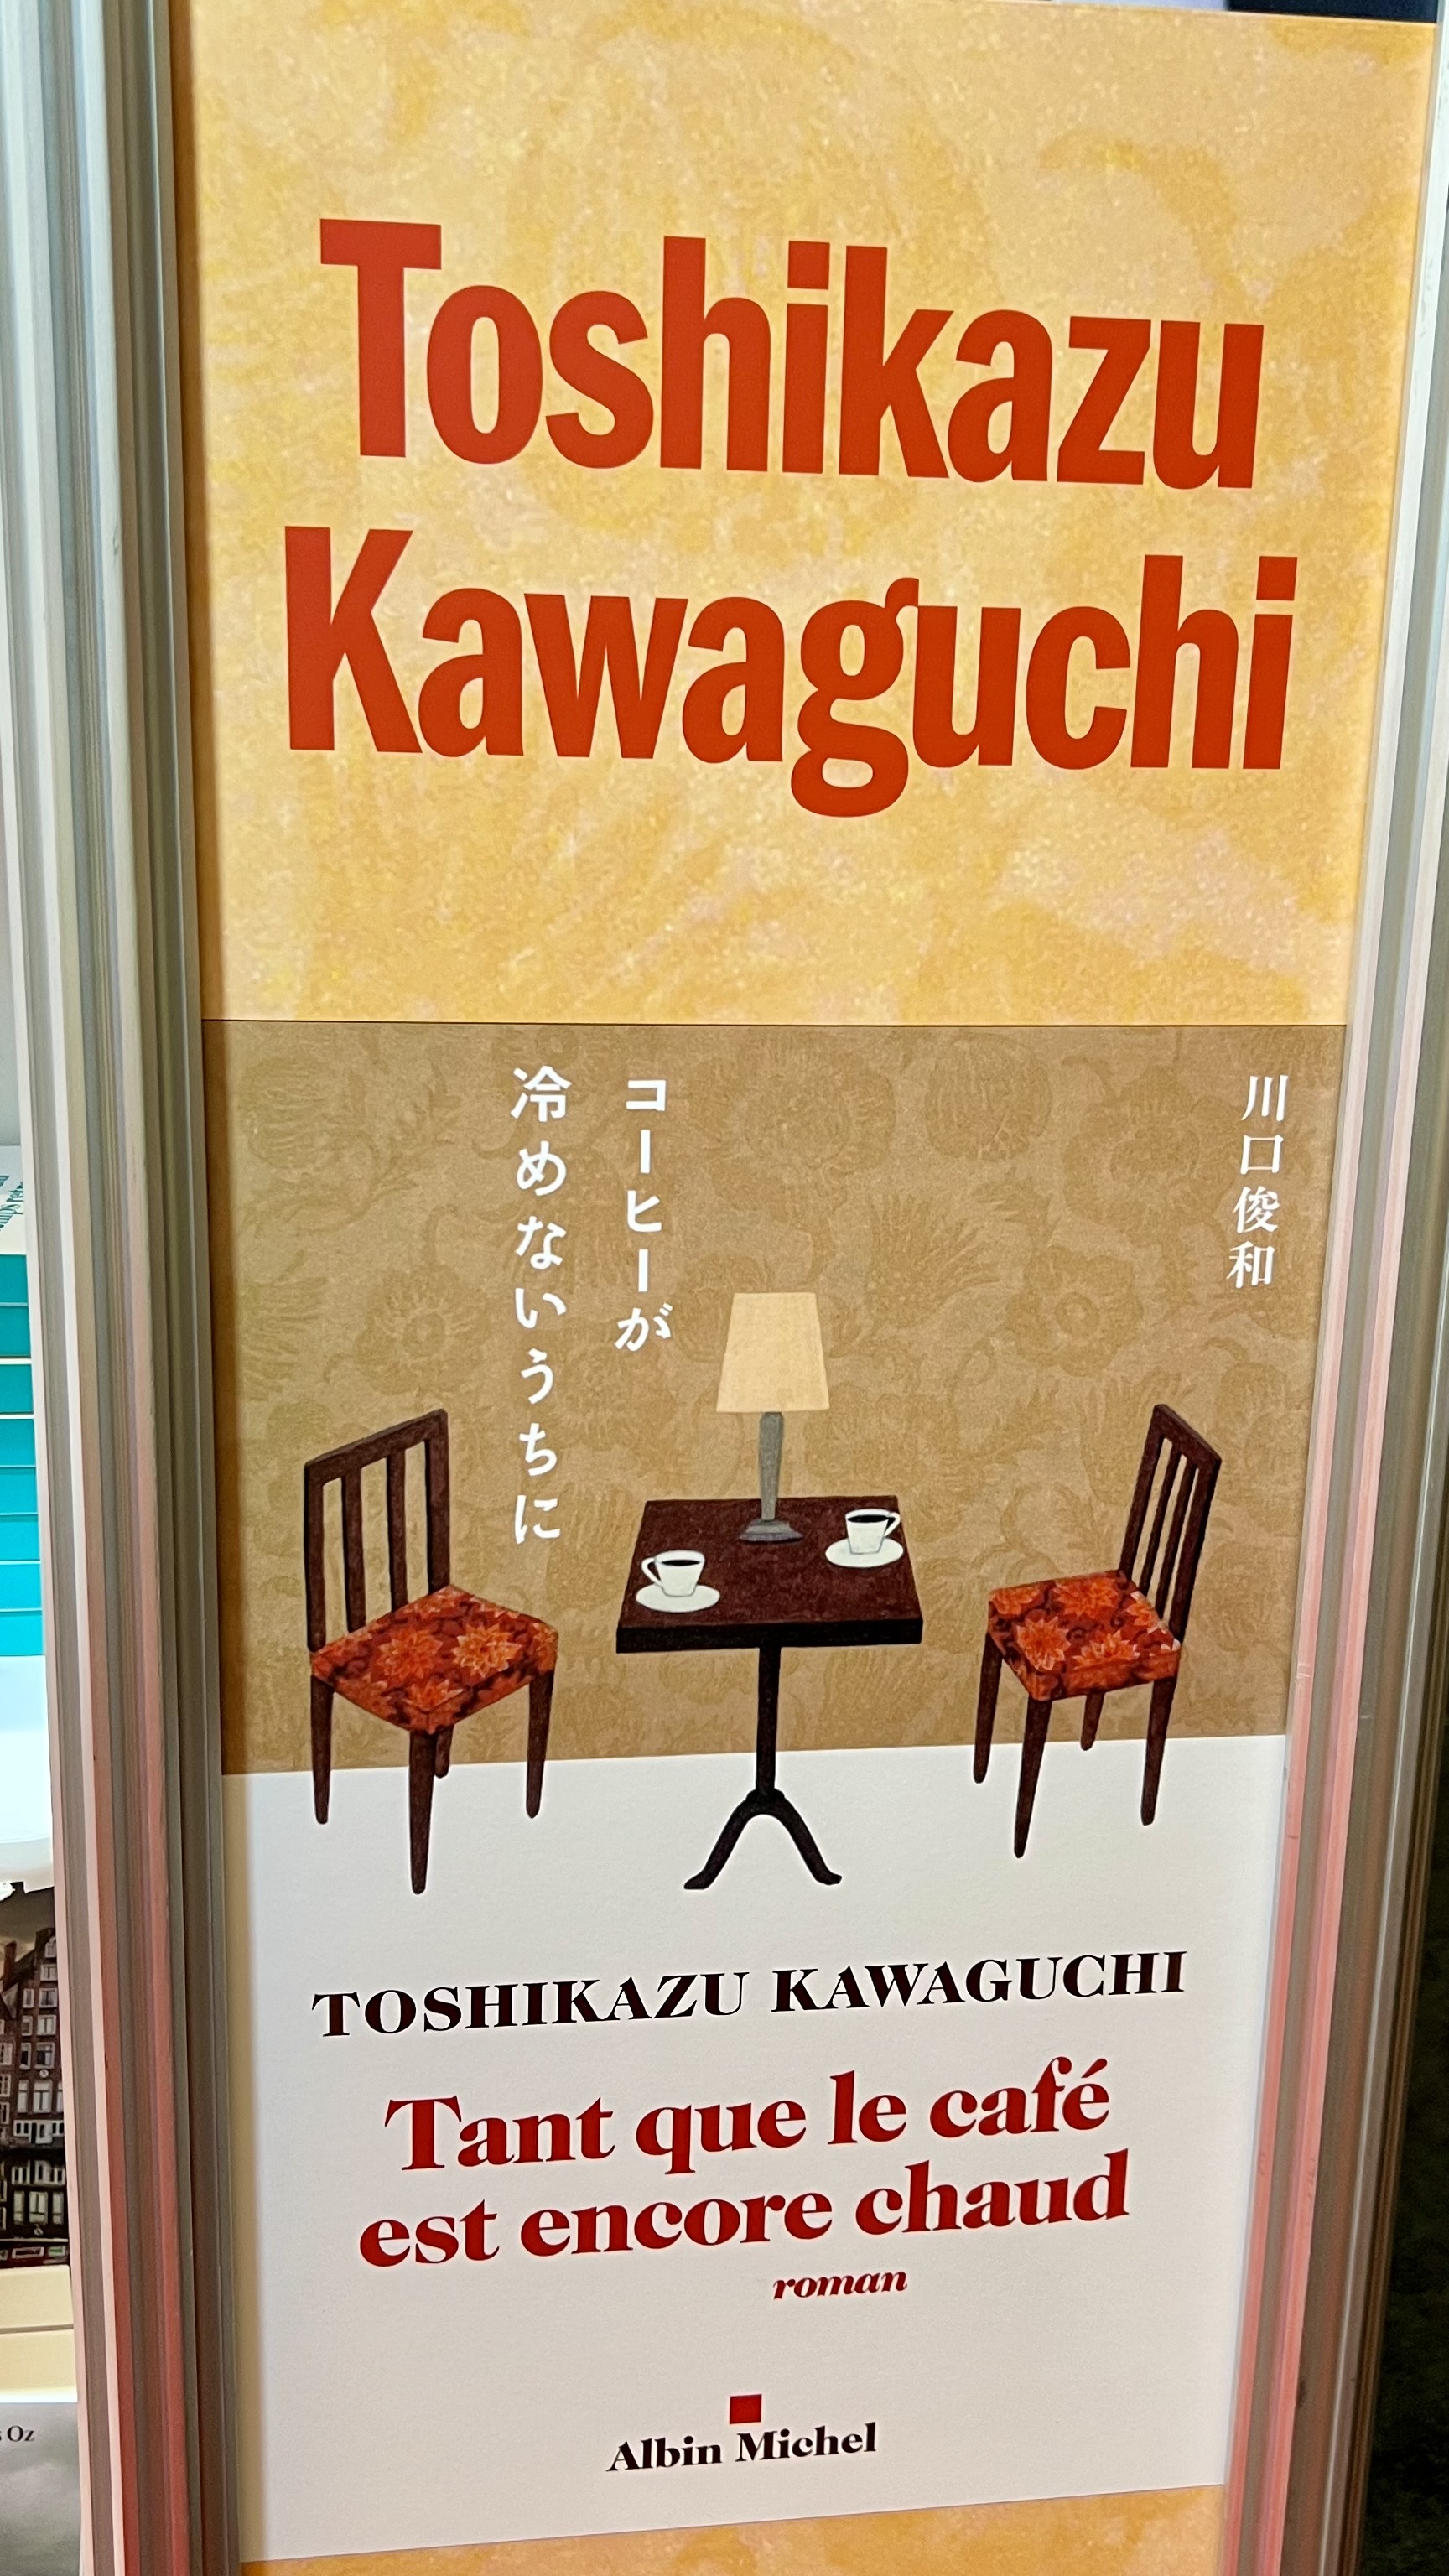 Toshikazu
Kawaguchi
川口俊和
コーヒーが
冷めないうちに
TOSHIKAZU KAWAGUCHI
Tant que le café
est encore chaud
roman
Albin Michel
Oz